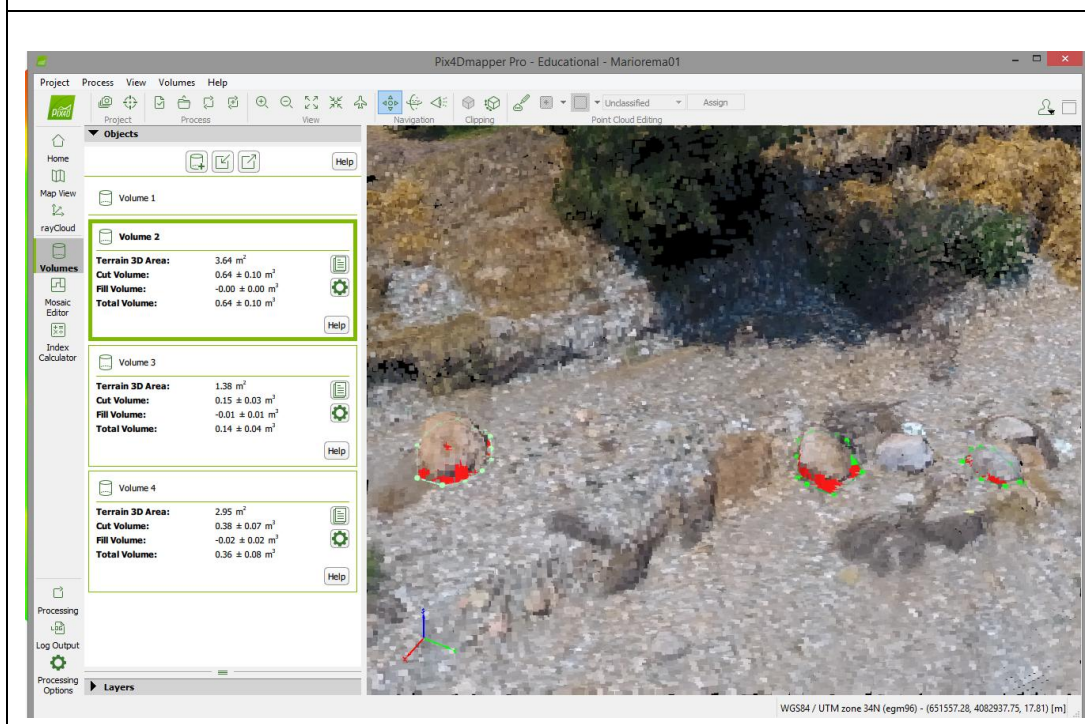 Pix4Dmapper Pro - Educational - Mariorema01
Project Process View Volumes Help
Pix4D
Project Process View Navigation Clipping Point Cloud Editing
Unclassified Assign
Home
Map View
rayCloud
Volumes
Mosaic
Editor
Index
Calculator
Processing
Log Output
Processing
Options
Objects
Help
Volume 1
Volume 2
Terrain 3D Area: 3.64 m²
Cut Volume: 0.64 ± 0.10 m³
Fill Volume: -0.00 ± 0.00 m³
Total Volume: 0.64 ± 0.10 m³
Help
Volume 3
Terrain 3D Area: 1.38 m²
Cut Volume: 0.15 ± 0.03 m³
Fill Volume: -0.01 ± 0.01 m³
Total Volume: 0.14 ± 0.04 m³
Help
Volume 4
Terrain 3D Area: 2.95 m²
Cut Volume: 0.38 ± 0.07 m³
Fill Volume: -0.02 ± 0.02 m³
Total Volume: 0.36 ± 0.08 m³
Help
Layers
WGS84 / UTM zone 34N (egm96) - (651557.28, 4082937.75, 17.81) [m]